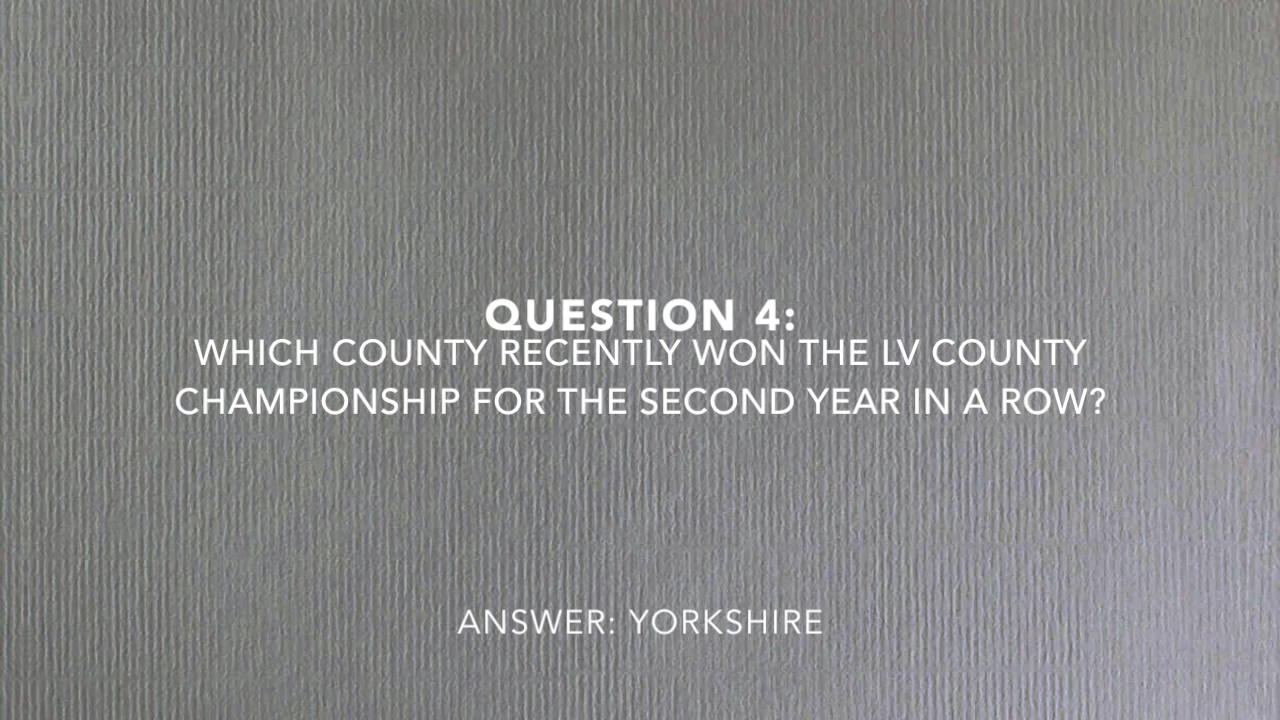 QUESTION 4:
WHICH COUNTY RECENTLY WON THE LV COUNTY
CHAMPIONSHIP FOR THE SECOND YEAR IN A ROW?
ANSWER: YORKSHIRE